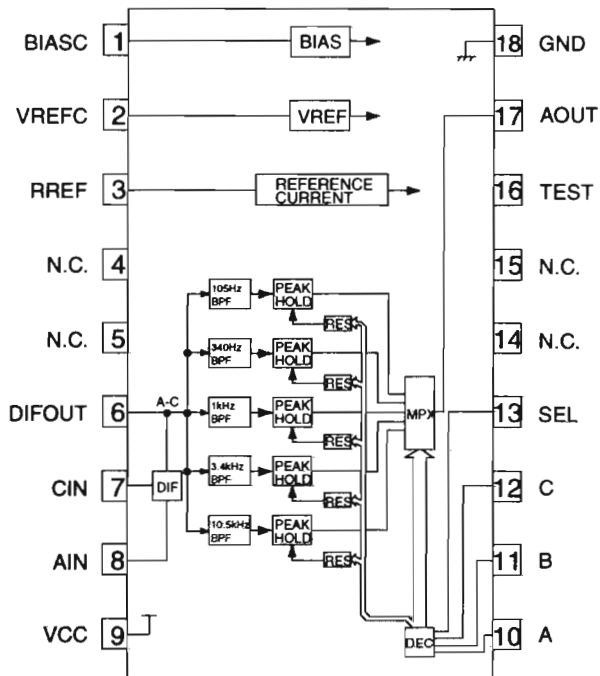 BIASC 1 BIAS 18 GND
VREFC 2 VREF 17 AOUT
RREF 3 REFERENCE CURRENT 16 TEST
N.C. 4 15 N.C.
105Hz BPF PEAK HOLD
RES
N.C. 5 340Hz BPF PEAK HOLD 14 N.C.
RES
A-C
DIFOUT 6 1kHz BPF PEAK HOLD MPX 13 SEL
RES
CIN 7 DIF 3.4kHz BPF PEAK HOLD 12 C
RES
AIN 8 10.5kHz BPF PEAK HOLD 11 B
RES
VCC 9 DEC 10 A